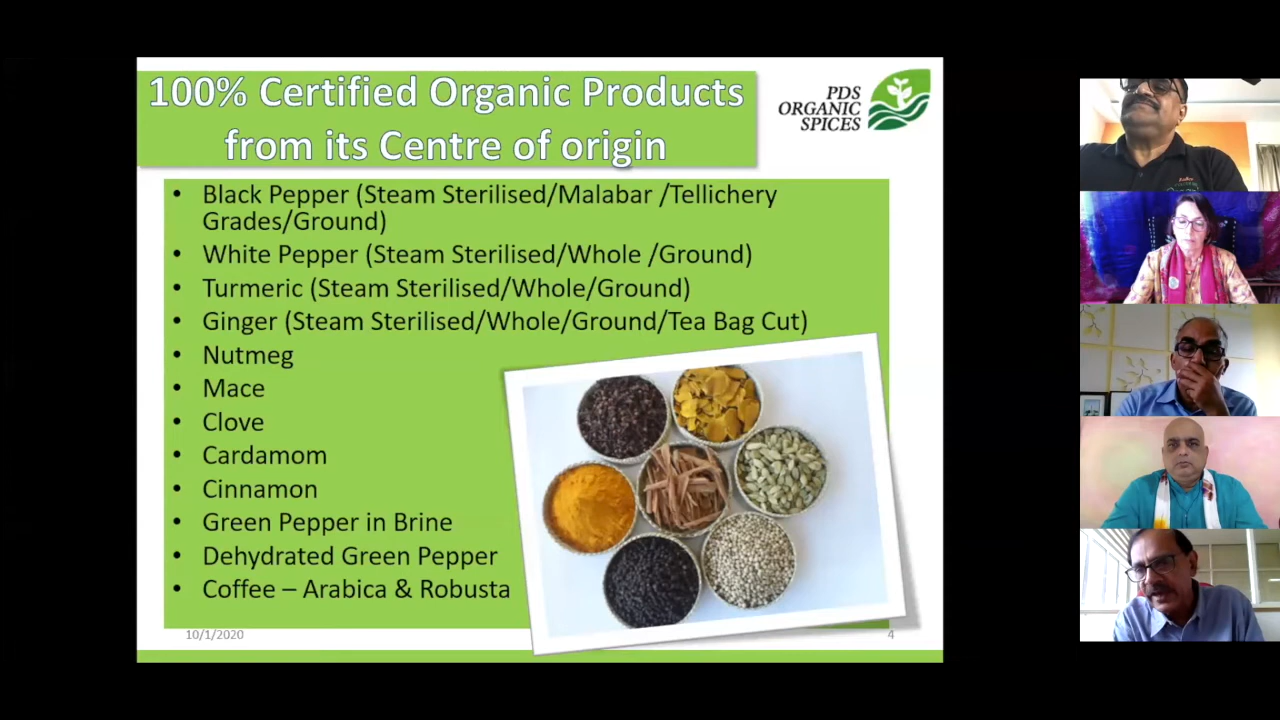 100% Certified Organic Products
from its Centre of origin
PDS
ORGANIC
SPICES
• Black Pepper (Steam Sterilised/Malabar /Tellichery
Grades/Ground)
• White Pepper (Steam Sterilised/Whole /Ground)
• Turmeric (Steam Sterilised/Whole/Ground)
• Ginger (Steam Sterilised/Whole/Ground/Tea Bag Cut)
• Nutmeg
• Mace
• Clove
• Cardamom
• Cinnamon
• Green Pepper in Brine
• Dehydrated Green Pepper
• Coffee – Arabica & Robusta
10/1/2020
4